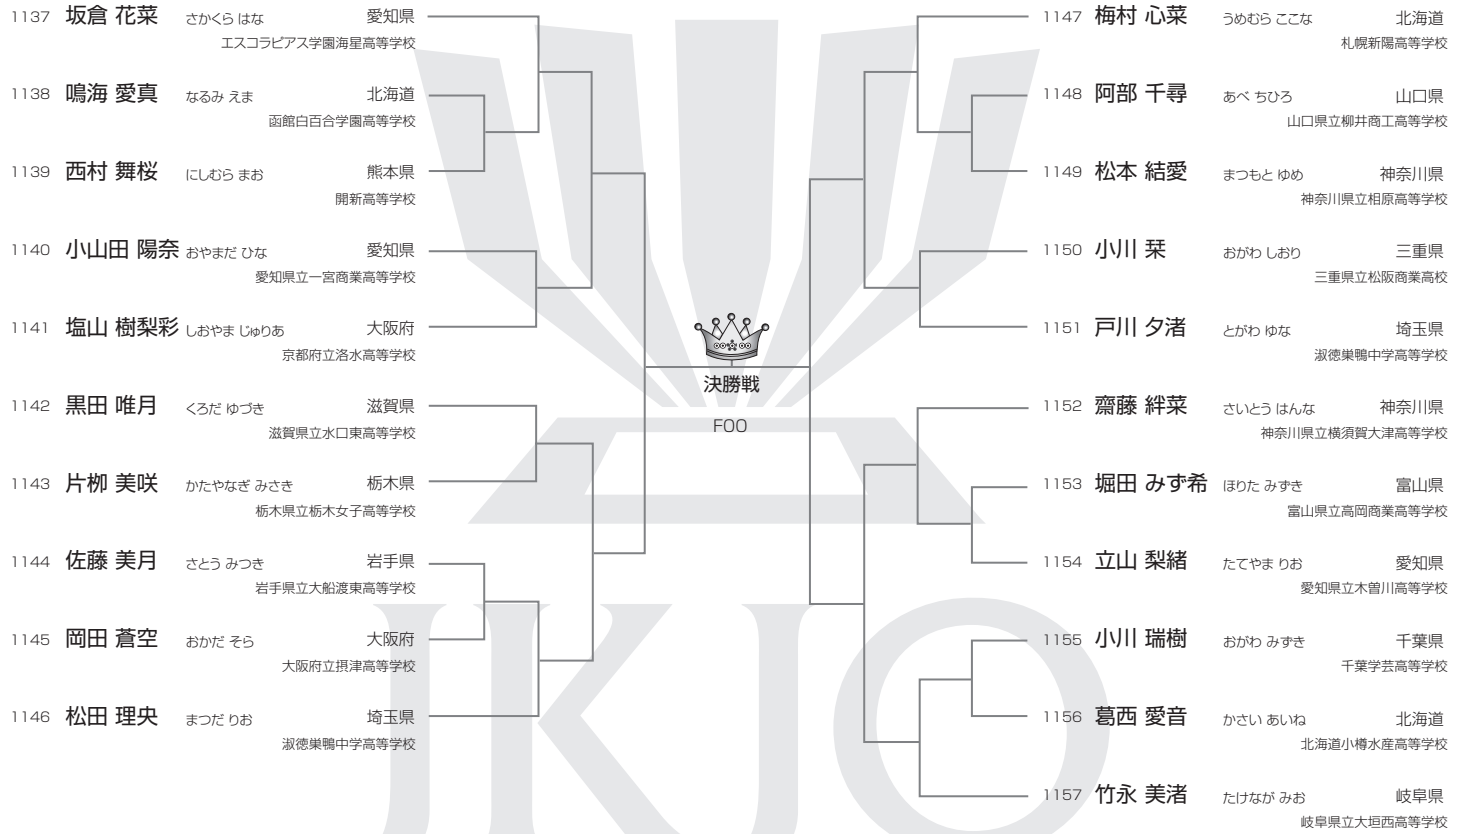 1137 坂倉 花菜 さかくら はな 愛知県
エスコラピアス学園海星高等学校
1138 鳴海 愛真 なるみ えま 北海道
函館白百合学園高等学校
1139 西村 舞桜 にしむら まお 熊本県
開新高等学校
1140 小山田 陽奈 おやまだ ひな 愛知県
愛知県立一宮商業高等学校
1141 塩山 樹梨彩 しおやま じゅりあ 大阪府
京都府立洛水高等学校
1142 黒田 唯月 くろだ ゆづき 滋賀県
滋賀県立水口東高等学校
1143 片栁 美咲 かたやなぎ みさき 栃木県
栃木県立栃木女子高等学校
1144 佐藤 美月 さとう みつき 岩手県
岩手県立大船渡東高等学校
1145 岡田 蒼空 おかだ そら 大阪府
大阪府立摂津高等学校
1146 松田 理央 まつだ りお 埼玉県
淑徳巣鴨中学高等学校
決勝戦
F00
JKJO
1147 梅村 心菜 うめむら ここな 北海道
札幌新陽高等学校
1148 阿部 千尋 あべ ちひろ 山口県
山口県立柳井商工高等学校
1149 松本 結愛 まつもと ゆめ 神奈川県
神奈川県立相原高等学校
1150 小川 栞 おがわ しおり 三重県
三重県立松阪商業高校
1151 戸川 夕渚 とがわ ゆな 埼玉県
淑徳巣鴨中学高等学校
1152 齋藤 絆菜 さいとう はんな 神奈川県
神奈川県立横須賀大津高等学校
1153 堀田 みず希 ほりた みずき 富山県
富山県立高岡商業高等学校
1154 立山 梨緒 たてやま りお 愛知県
愛知県立木曽川高等学校
1155 小川 瑞樹 おがわ みずき 千葉県
千葉学芸高等学校
1156 葛西 愛音 かさい あいね 北海道
北海道小樽水産高等学校
1157 竹永 美渚 たけなが みお 岐阜県
岐阜県立大垣西高等学校